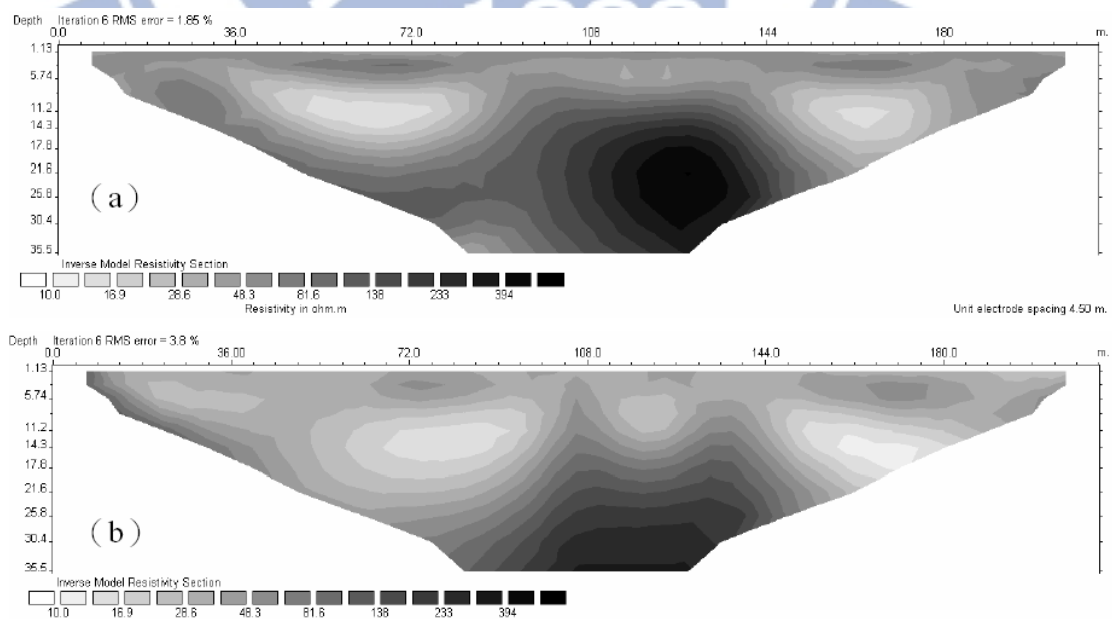 Depth Iteration 6 RMS error = 1.85 %
0.0 36.0 72.0 108 144 180 m.
1.13
5.74
11.2
14.3
17.8
21.6
25.8
30.4
35.5
(a)
Inverse Model Resistivity Section
10.0 16.9 28.6 48.3 81.6 138 233 394
Resistivity in ohm.m
Unit electrode spacing 4.50 m.
Depth Iteration 6 RMS error = 3.8 %
0.0 36.00 72.0 108.0 144.0 180.0 m.
1.13
5.74
11.2
14.3
17.8
21.6
25.8
30.4
35.5
(b)
Inverse Model Resistivity Section
10.0 16.9 28.6 48.3 81.6 138 233 394